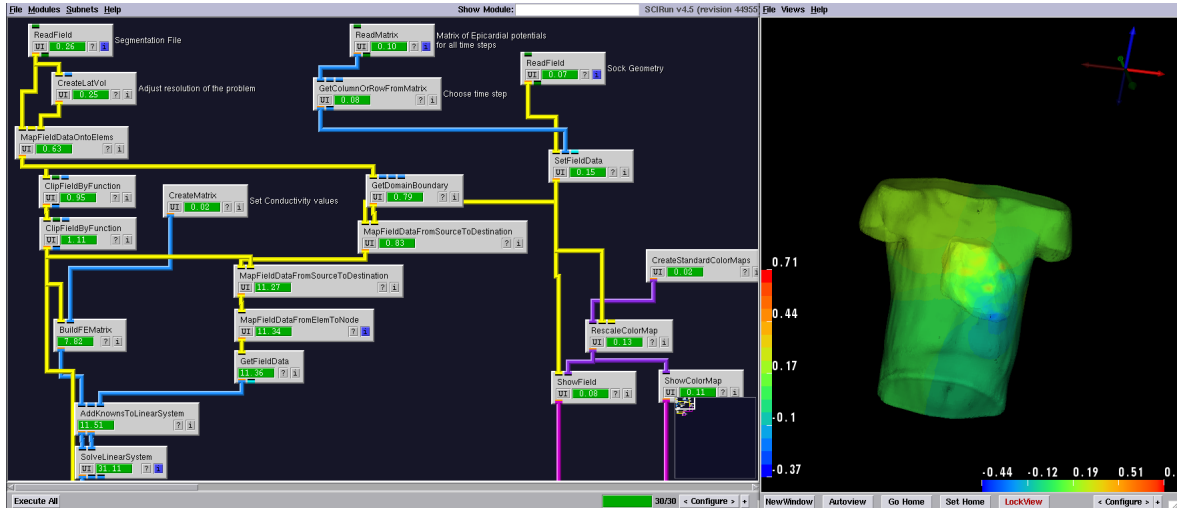 File Modules Subnets Help
Show Module:
SCIRun v4.5 (revision 44955
File Views Help
ReadField
UI 0.26 ? i
Segmentation File
ReadMatrix
UI 0.10 ? i
Matrix of Epicardial potentials
for all time steps
ReadField
UI 0.07 ? i
Sock Geometry
CreateLatVol
UI 0.25 ? i
Adjust resolution of the problem
GetColumnOrRowFromMatrix
UI 0.08 ? i
Choose time step
MapFieldDataOntoElems
UI 0.63 ? i
SetFieldData
UI 0.15 ? i
ClipFieldByFunction
UI 0.95 ? i
CreateMatrix
UI 0.02 ? i
Set Conductivity values
GetDomainBoundary
UI 0.79 ? i
ClipFieldByFunction
UI 1.11 ? i
MapFieldDataFromSourceToDestination
UI 0.83 ? i
CreateStandardColorMaps
UI 0.02 ? i
MapFieldDataFromSourceToDestination
UI 11.27 ? i
BuildFEMatrix
7.82 ? i
MapFieldDataFromElemToNode
UI 11.34 ? i
RescaleColorMap
UI 0.13 ? i
GetFieldData
11.36 ? i
ShowField
UI 0.08 ? i
ShowColorMap
UI 0.11 ? i
AddKnownsToLinearSystem
11.51 ? i
SolveLinearSystem
UI 31.11 ? i
0.71
0.44
0.17
-0.1
-0.37
-0.44 -0.12 0.19 0.51 0.
Execute All
30/30 < Configure > +
NewWindow Autoview Go Home Set Home LockView < Configure > +